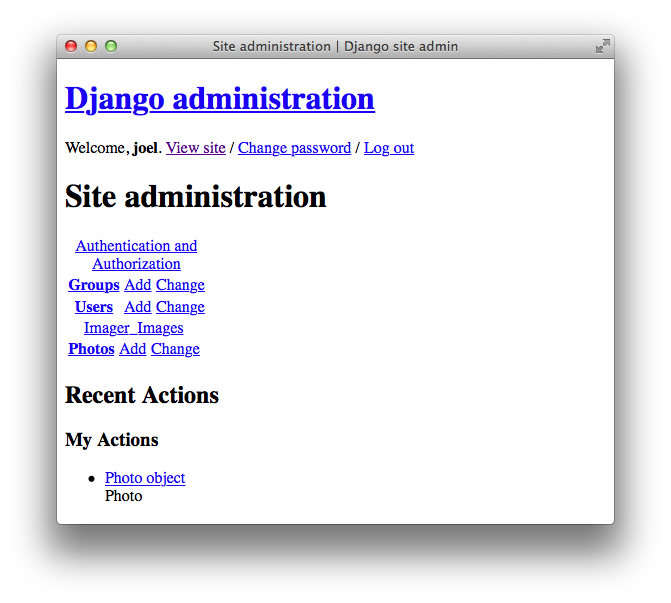 Site administration | Django site admin
Django administration
Welcome, joel. View site / Change password / Log out
Site administration
Authentication and
Authorization
Groups Add Change
Users Add Change
Imager_Images
Photos Add Change
Recent Actions
My Actions
• Photo object
Photo